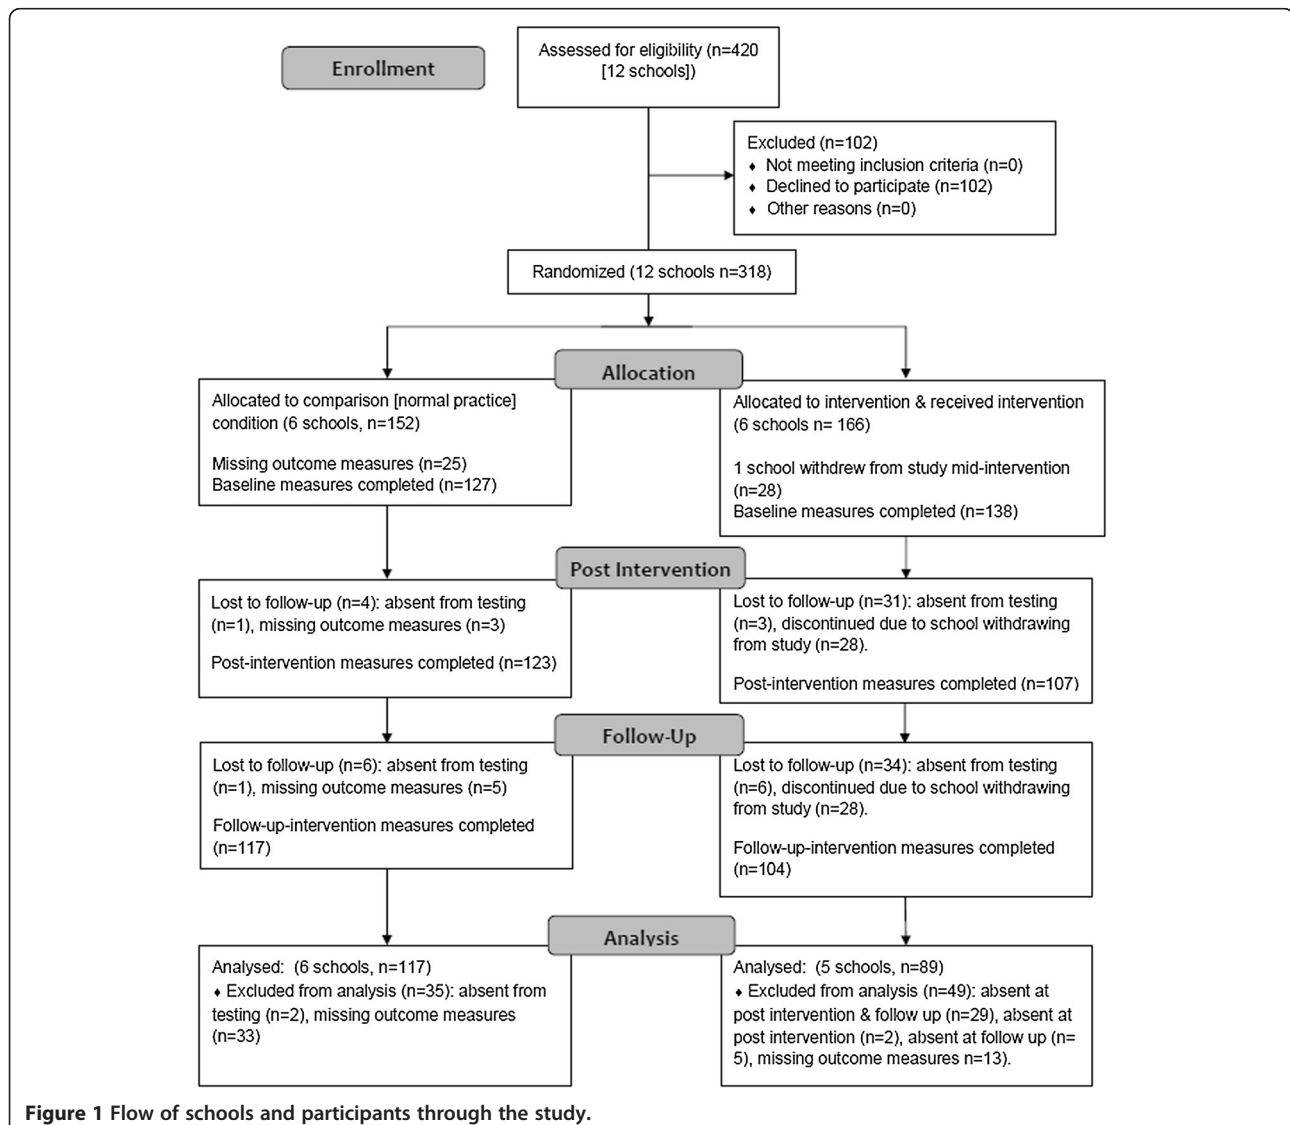 Enrollment
Assessed for eligibility (n=420
[12 schools])
Excluded (n=102)
♦ Not meeting inclusion criteria (n=0)
♦ Declined to participate (n=102)
♦ Other reasons (n=0)
Randomized (12 schools n=318)
Allocation
Allocated to comparison [normal practice]
condition (6 schools, n=152)
Missing outcome measures (n=25)
Baseline measures completed (n=127)
Allocated to intervention & received intervention
(6 schools n= 166)
1 school withdrew from study mid-intervention
(n=28)
Baseline measures completed (n=138)
Post Intervention
Lost to follow-up (n=4): absent from testing
(n=1), missing outcome measures (n=3)
Post-intervention measures completed (n=123)
Lost to follow-up (n=31): absent from testing
(n=3), discontinued due to school withdrawing
from study (n=28).
Post-intervention measures completed (n=107)
Follow-Up
Lost to follow-up (n=6): absent from testing
(n=1), missing outcome measures (n=5)
Follow-up-intervention measures completed
(n=117)
Lost to follow-up (n=34): absent from testing
(n=6), discontinued due to school withdrawing
from study (n=28).
Follow-up-intervention measures completed
(n=104)
Analysis
Analysed: (6 schools, n=117)
♦ Excluded from analysis (n=35): absent from
testing (n=2), missing outcome measures
(n=33)
Analysed: (5 schools, n=89)
♦ Excluded from analysis (n=49): absent at
post intervention & follow up (n=29), absent at
post intervention (n=2), absent at follow up (n=
5), missing outcome measures n=13).
Figure 1 Flow of schools and participants through the study.